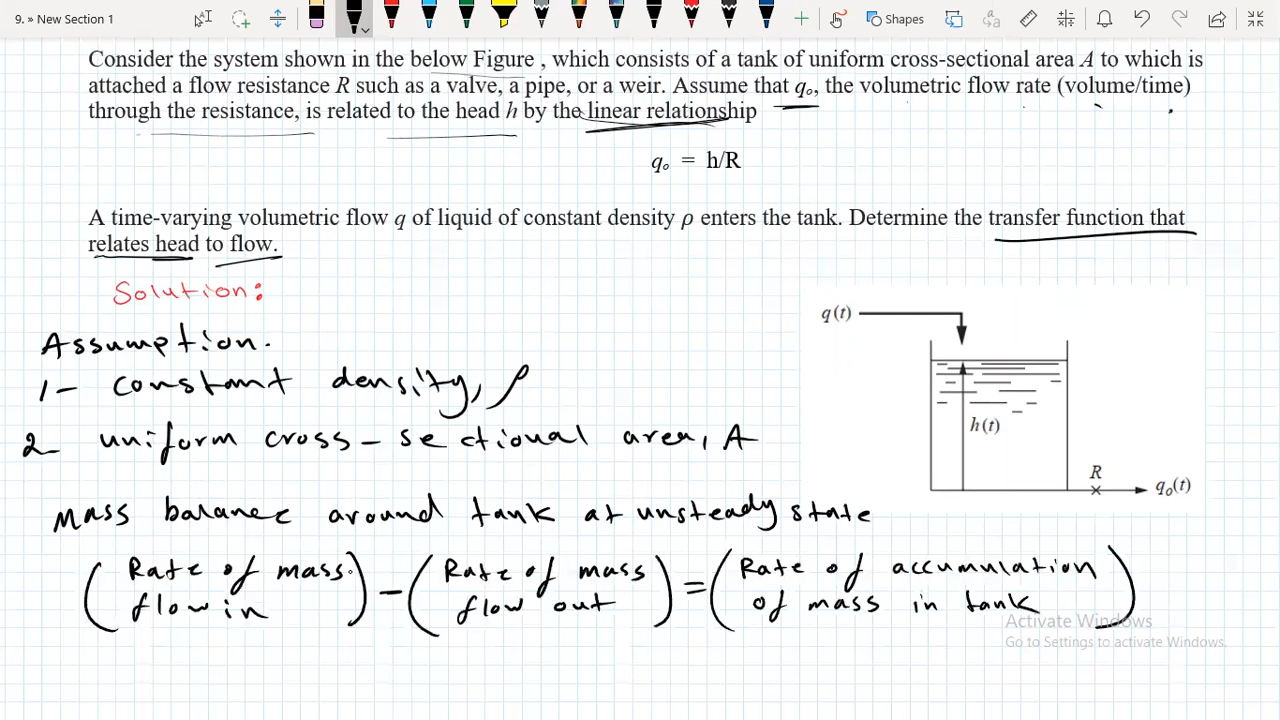 9. » New Section 1
Shapes
Consider the system shown in the below Figure , which consists of a tank of uniform cross-sectional area A to which is
attached a flow resistance R such as a valve, a pipe, or a weir. Assume that qₒ, the volumetric flow rate (volume/time)
through the resistance, is related to the head h by the linear relationship
qₒ = h/R
A time-varying volumetric flow q of liquid of constant density ρ enters the tank. Determine the transfer function that
relates head to flow.
Solution:
Assumption.
1- constant density, ρ
2- uniform cross-sectional area, A
Mass balance around tank at unsteady state
(Rate of mass flow in) - (Rate of mass flow out) = (Rate of accumulation of mass in tank)
q(t)
h(t)
R
qₒ(t)
Activate Windows
Go to Settings to activate Windows.